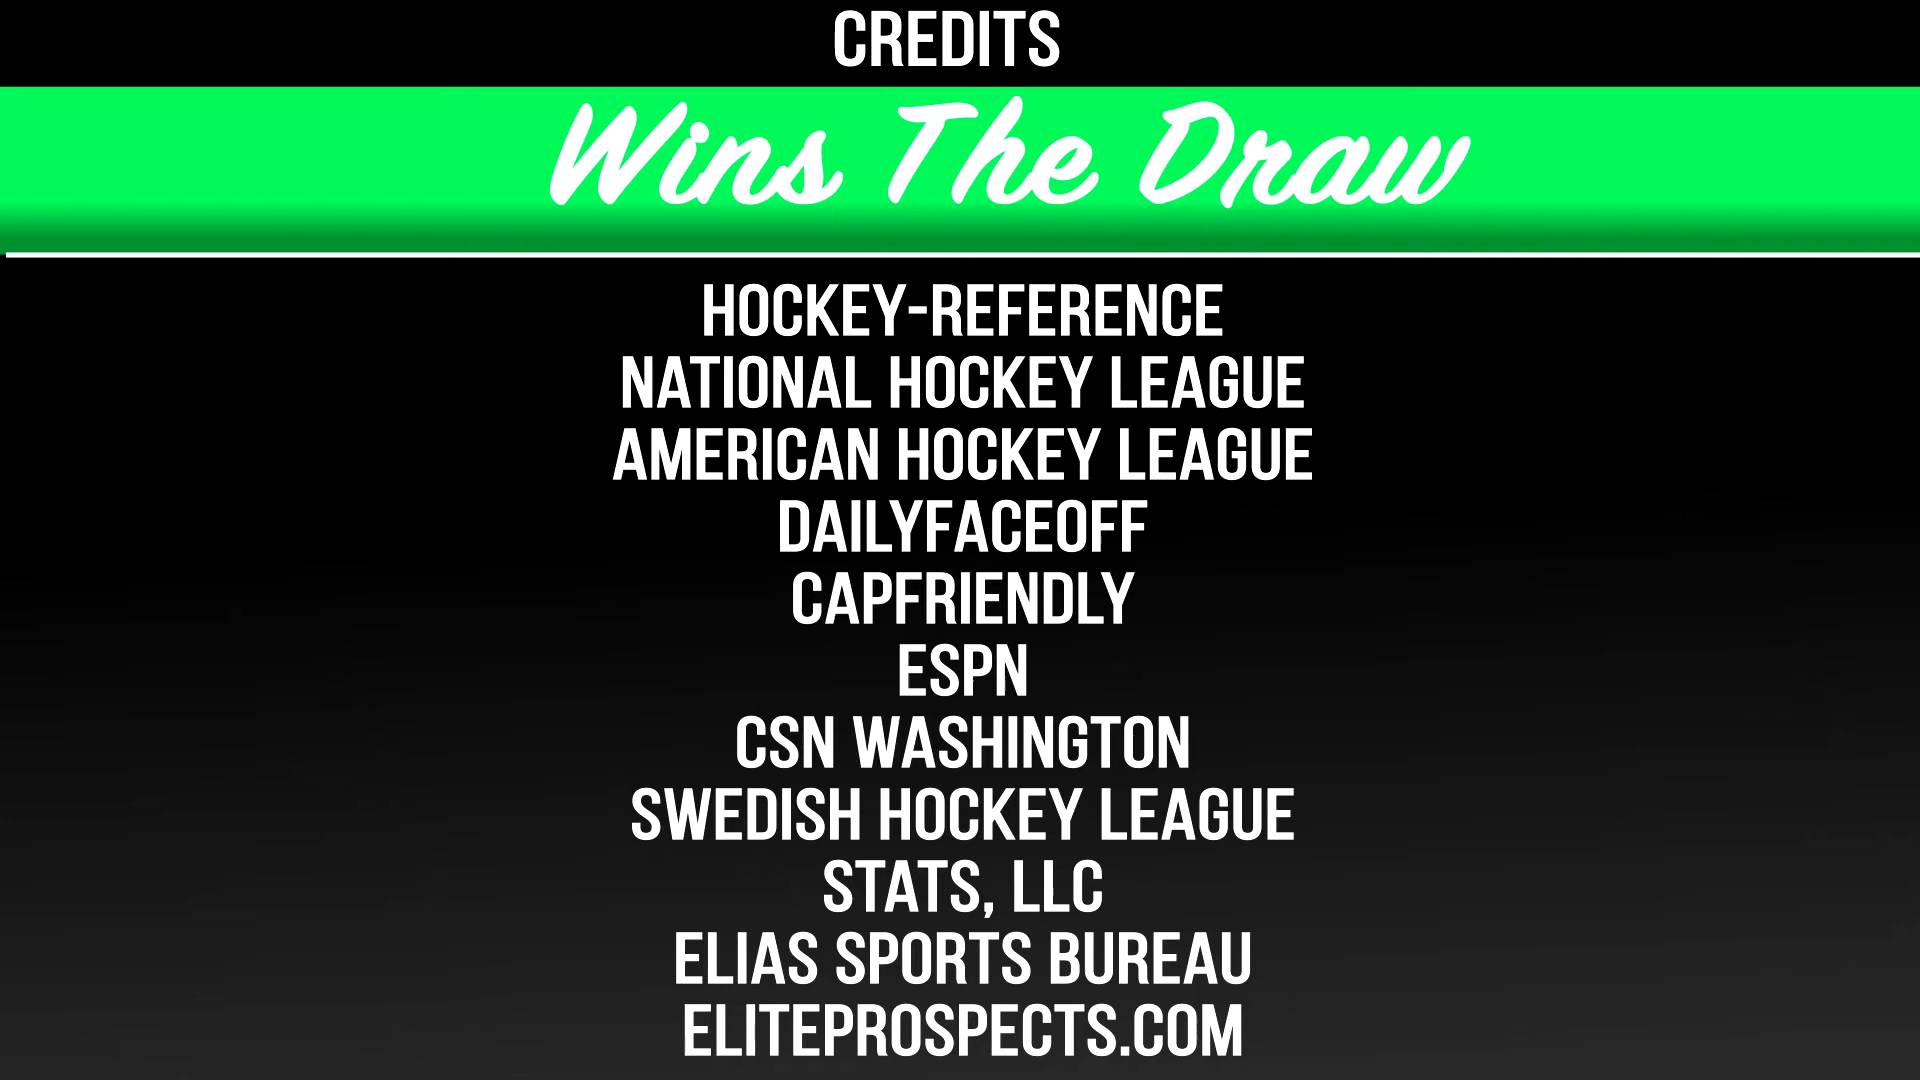 CREDITS
Wins The Draw
HOCKEY-REFERENCE
NATIONAL HOCKEY LEAGUE
AMERICAN HOCKEY LEAGUE
DAILYFACEOFF
CAPFRIENDLY
ESPN
CSN WASHINGTON
SWEDISH HOCKEY LEAGUE
STATS, LLC
ELIAS SPORTS BUREAU
ELITEPROSPECTS.COM